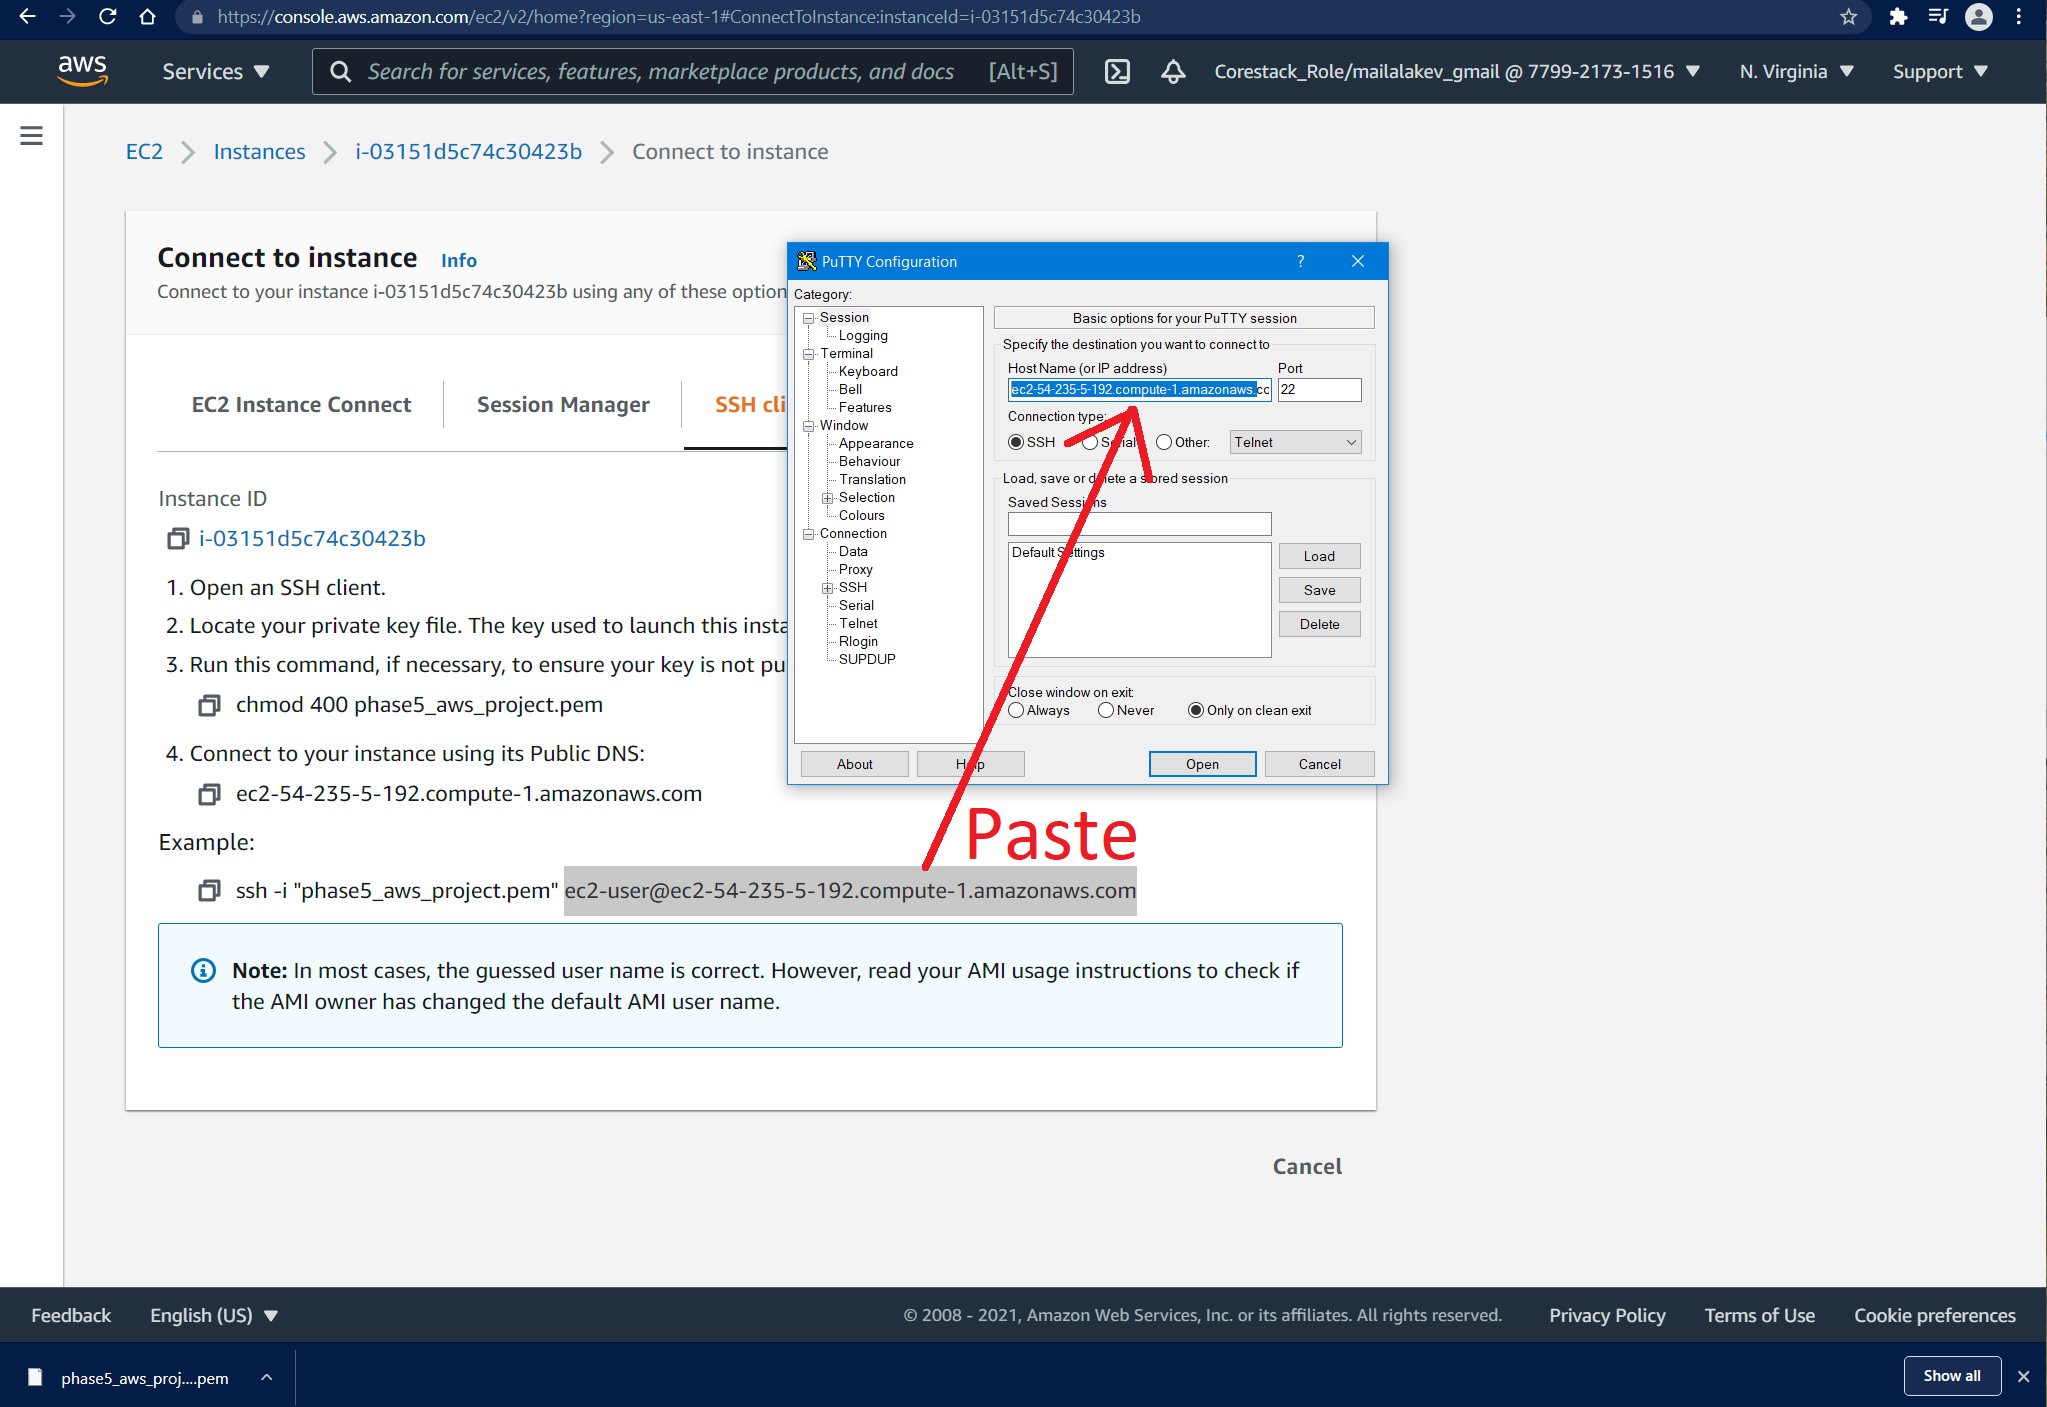 https://console.aws.amazon.com/ec2/v2/home?region=us-east-1#ConnectToInstance:instanceId=i-03151d5c74c30423b
aws
Services
Search for services, features, marketplace products, and docs [Alt+S]
Corestack_Role/mailalakev_gmail @ 7799-2173-1516
N. Virginia
Support
EC2 > Instances > i-03151d5c74c30423b > Connect to instance
Connect to instance Info
Connect to your instance i-03151d5c74c30423b using any of these option
EC2 Instance Connect
Session Manager
SSH cli
Instance ID
i-03151d5c74c30423b
1. Open an SSH client.
2. Locate your private key file. The key used to launch this insta
3. Run this command, if necessary, to ensure your key is not pu
chmod 400 phase5_aws_project.pem
4. Connect to your instance using its Public DNS:
ec2-54-235-5-192.compute-1.amazonaws.com
Example:
ssh -i "phase5_aws_project.pem" ec2-user@ec2-54-235-5-192.compute-1.amazonaws.com
Note: In most cases, the guessed user name is correct. However, read your AMI usage instructions to check if
the AMI owner has changed the default AMI user name.
Cancel
PuTTY Configuration
?
Category:
Session
Logging
Terminal
Keyboard
Bell
Features
Window
Appearance
Behaviour
Translation
Selection
Colours
Connection
Data
Proxy
SSH
Serial
Telnet
Rlogin
SUPDUP
Basic options for your PuTTY session
Specify the destination you want to connect to
Host Name (or IP address)
Port
ec2-54-235-5-192.compute-1.amazonaws.cc
22
Connection type:
SSH
Serial
Other:
Telnet
Load, save or delete a stored session
Saved Sessions
Default Settings
Load
Save
Delete
Close window on exit:
Always
Never
Only on clean exit
About
Help
Open
Cancel
Paste
Feedback
English (US)
© 2008 - 2021, Amazon Web Services, Inc. or its affiliates. All rights reserved.
Privacy Policy
Terms of Use
Cookie preferences
phase5_aws_proj....pem
Show all